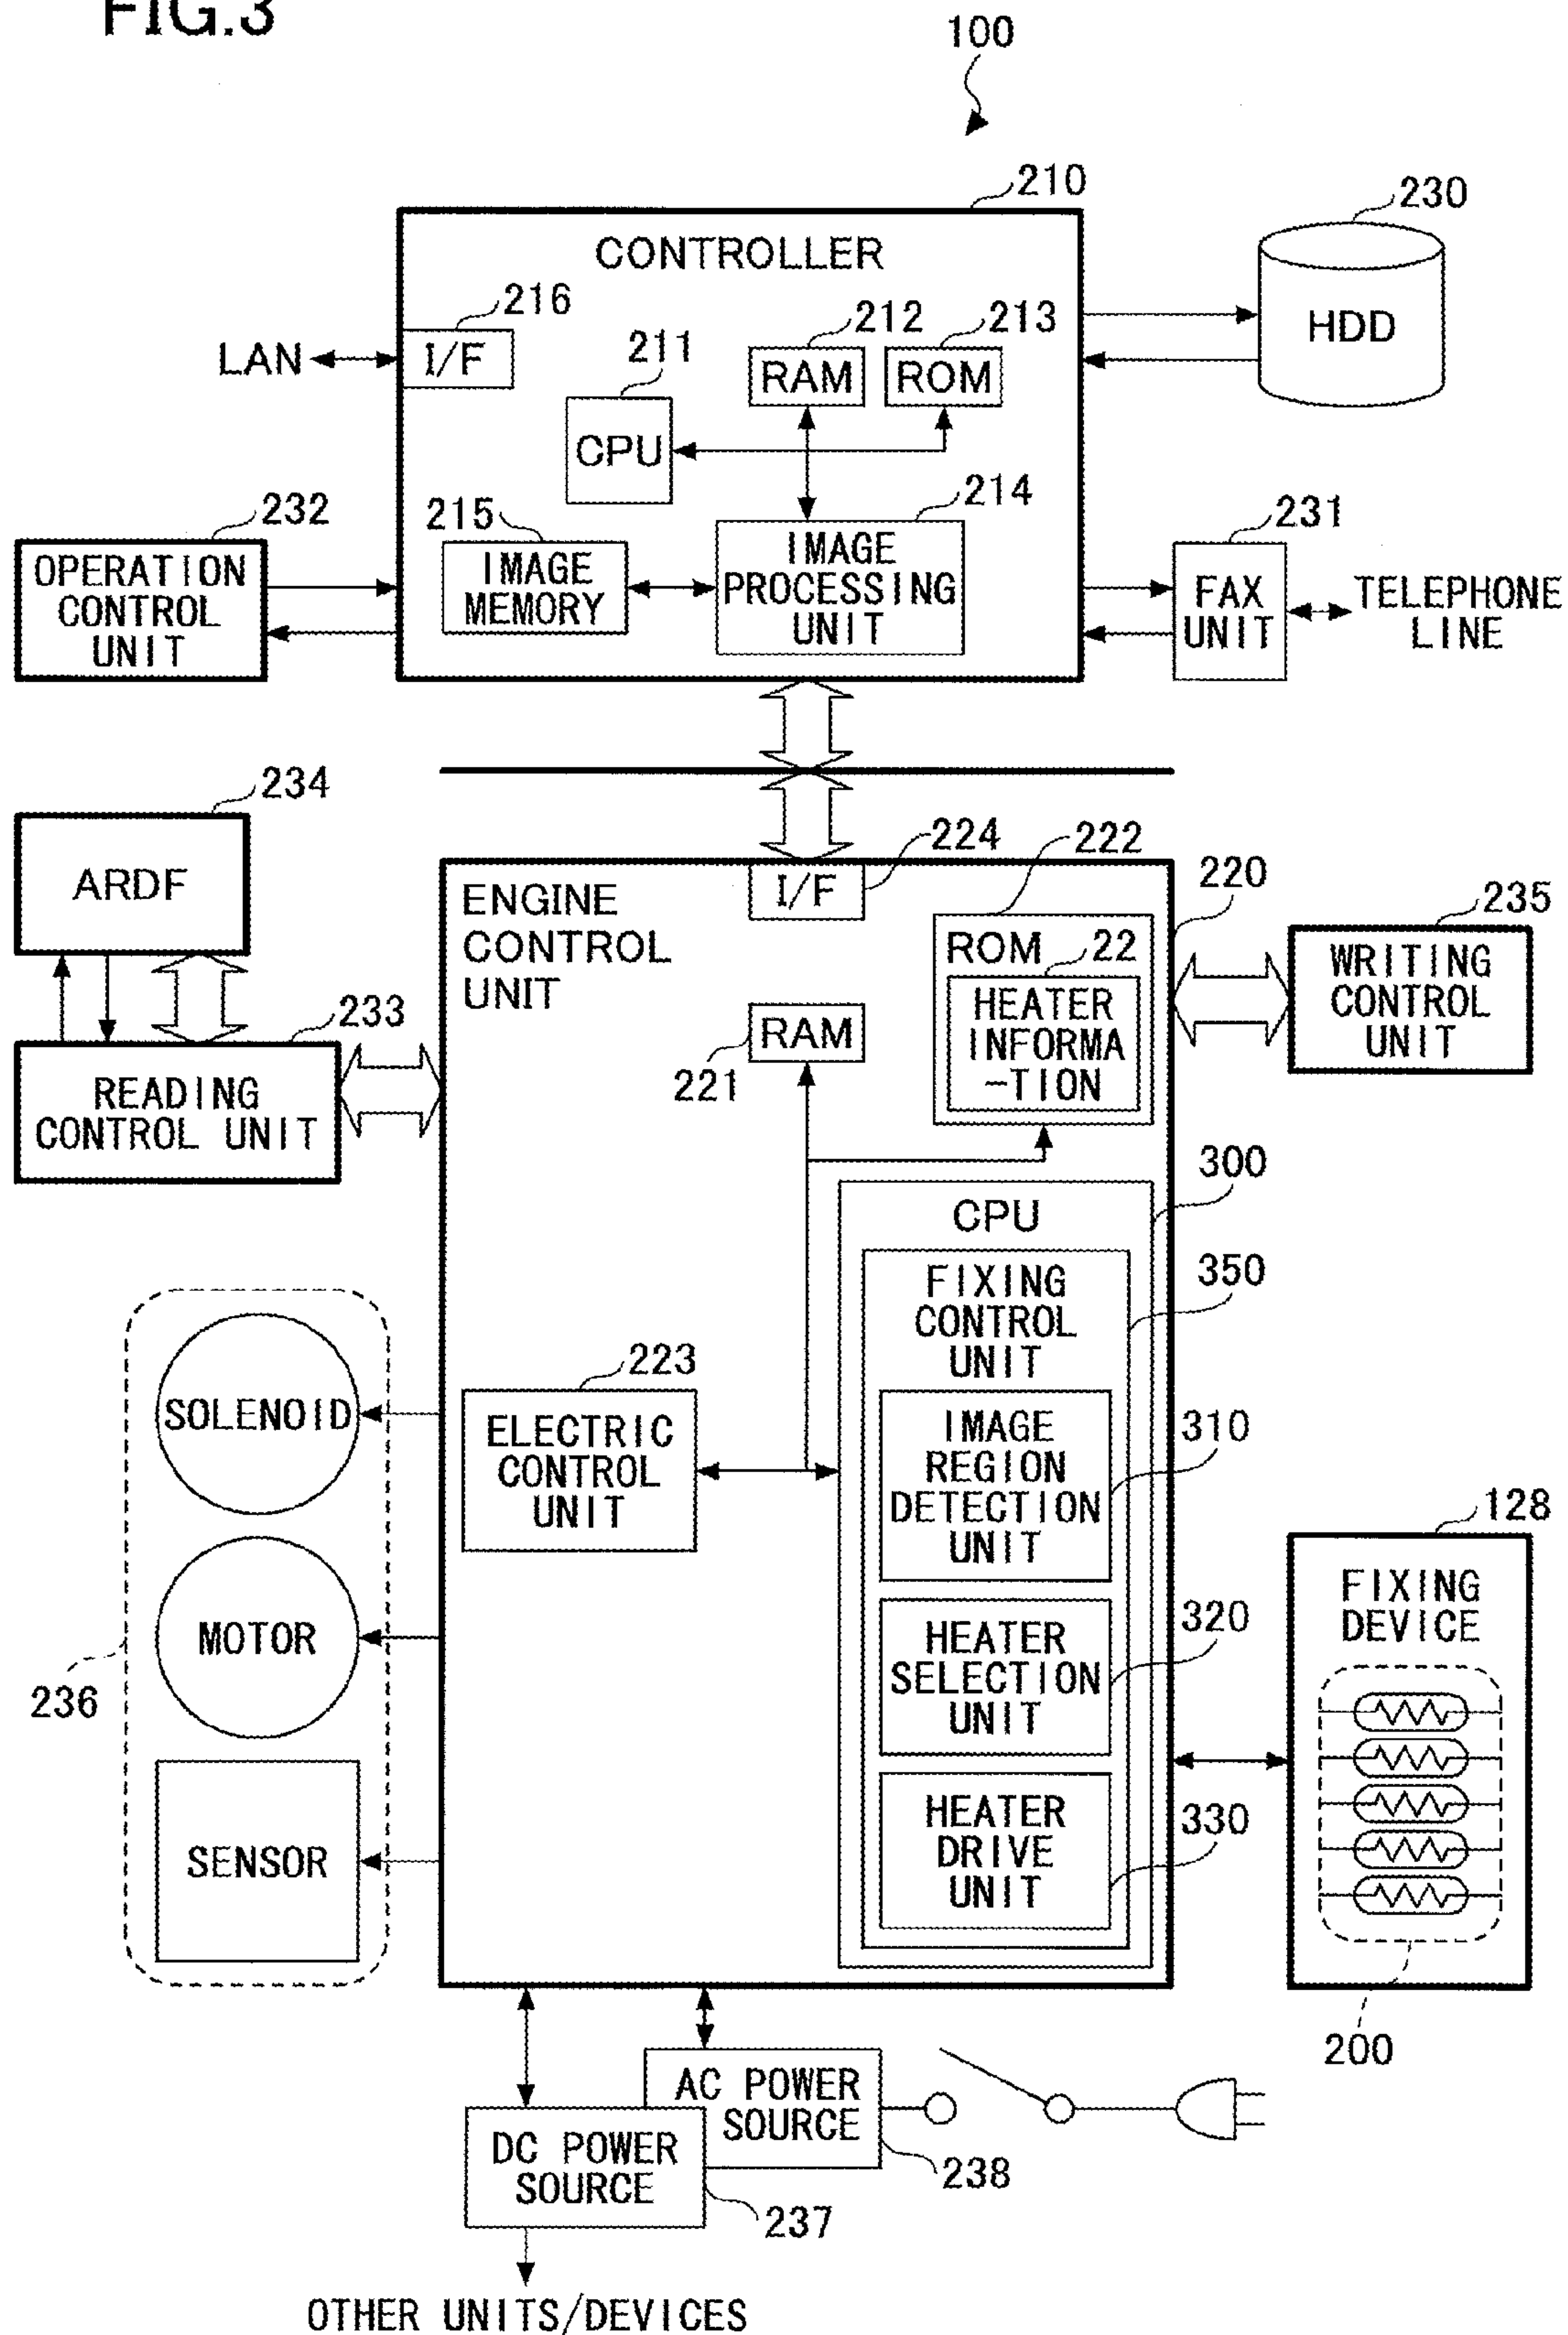 FIG.3
100
210
230
CONTROLLER
216
212
213
HDD
LAN
I/F
211
RAM
ROM
CPU
232
215
214
231
OPERATION
CONTROL
UNIT
IMAGE
MEMORY
IMAGE
PROCESSING
UNIT
FAX
UNIT
TELEPHONE
LINE
234
224
222
220
235
ARDF
I/F
ENGINE
CONTROL
UNIT
ROM
22
HEATER
INFORMA
-TION
WRITING
CONTROL
UNIT
233
RAM
221
READING
CONTROL UNIT
300
CPU
350
FIXING
CONTROL
UNIT
223
SOLENOID
ELECTRIC
CONTROL
UNIT
IMAGE
REGION
DETECTION
UNIT
310
128
FIXING
DEVICE
320
MOTOR
HEATER
SELECTION
UNIT
236
330
SENSOR
HEATER
DRIVE
UNIT
200
AC POWER
SOURCE
DC POWER
SOURCE
238
237
OTHER UNITS/DEVICES